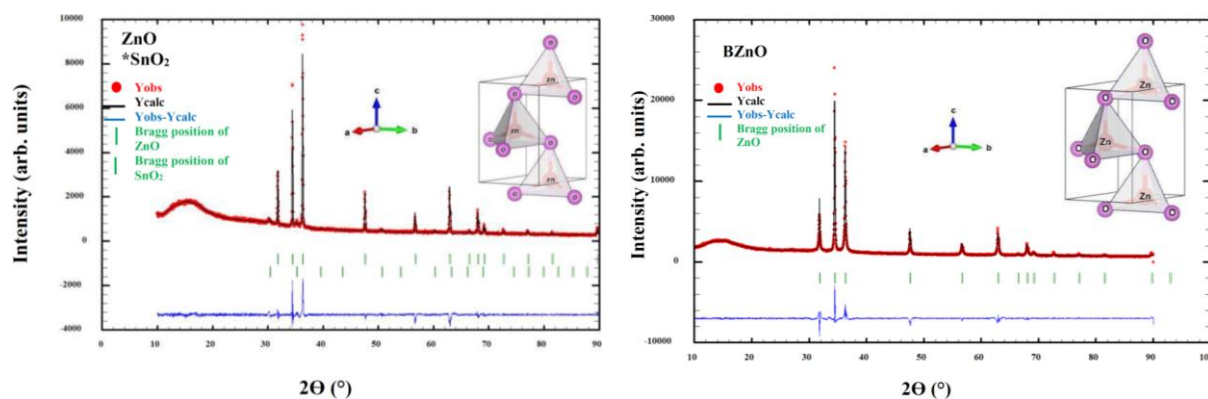 ZnO
*SnO₂
Yobs
Ycalc
Yobs-Ycalc
Bragg position of
ZnO
Bragg position of
SnO₂
Intensity (arb. units)
10000
8000
6000
4000
2000
0
-2000
-4000
10 20 30 40 50 60 70 80 90
2Θ (°)
c
a
b
zn
zn
zn
BZnO
Yobs
Ycalc
Yobs-Ycalc
Bragg position of
ZnO
Intensity (arb. units)
30000
20000
10000
0
-10000
10 20 30 40 50 60 70 80 90 100
2Θ (°)
c
a
b
Zn
Zn
Zn